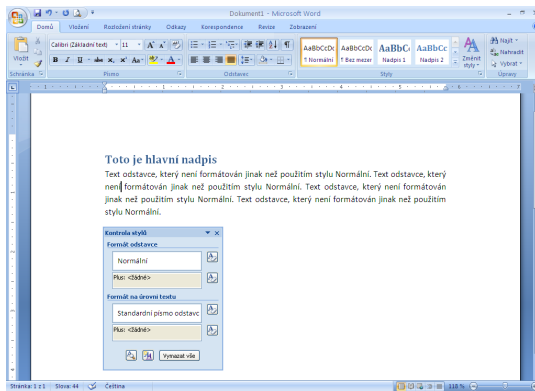 Dokument1 - Microsoft Word
Domů Vložení Rozložení stránky Odkazy Korespondence Revize Zobrazení
Vložit
Calibri (Základní text) 11
B I U abe x, x² Aa A
AaBbCcDc AaBbCcDc AaBbC AaBbCc
¶ Normální ¶ Bez mezer Nadpis 1 Nadpis 2
Změnit styly
Najít
Nahradit
Vybrat
Schránka Písmo Odstavec Styly Úpravy
Toto je hlavní nadpis
Text odstavce, který není formátován jinak než použitím stylu Normální. Text odstavce, který
není formátován jinak než použitím stylu Normální. Text odstavce, který není formátován
jinak než použitím stylu Normální. Text odstavce, který není formátován jinak než použitím
stylu Normální.
Kontrola stylů
Formát odstavce
Normální
Plus: <žádné>
Formát na úrovni textu
Standardní písmo odstavc
Plus: <žádné>
Vymazat vše
Stránka: 1 z 1 Slova: 44 Čeština 118 %